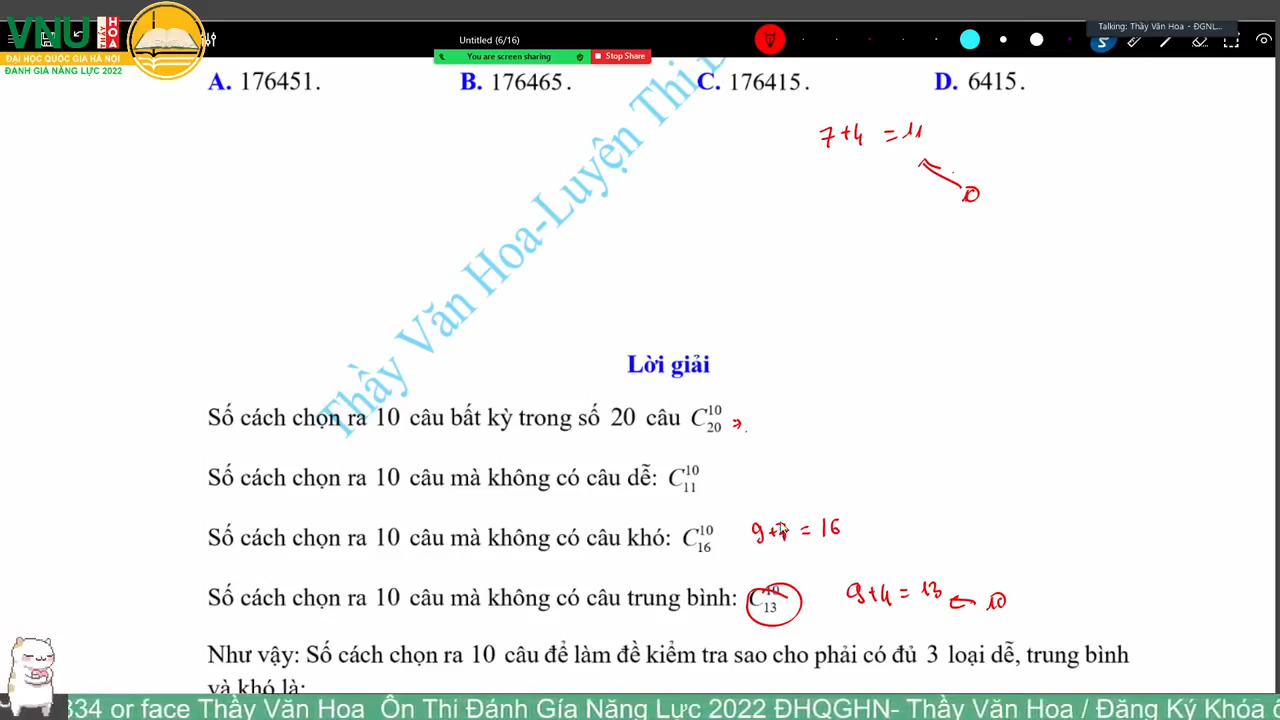 VNU HOA
ĐẠI HỌC QUỐC GIA HÀ NỘI
ĐÁNH GIÁ NĂNG LỰC 2022
Untitled (6/16)
Talking: Thầy Văn Hoa - ĐGNL...
You are screen sharing Stop Share
A. 176451. B. 176465. C. 176415. D. 6415.
7+4 = 11
10
Thầy Văn Hoa-Luyện Thi
Lời giải
Số cách chọn ra 10 câu bất kỳ trong số 20 câu C_{20}^{10}
Số cách chọn ra 10 câu mà không có câu dễ: C_{11}^{10}
Số cách chọn ra 10 câu mà không có câu khó: C_{16}^{10} 9+7 = 16
Số cách chọn ra 10 câu mà không có câu trung bình: C_{13}^{10} 9+4 = 13 ← 10
Như vậy: Số cách chọn ra 10 câu để làm đề kiểm tra sao cho phải có đủ 3 loại dễ, trung bình
và khó là:
334 or face Thầy Văn Hoa Ôn Thi Đánh Gía Năng Lực 2022 ĐHQGHN- Thầy Văn Hoa / Đăng Ký Khóa